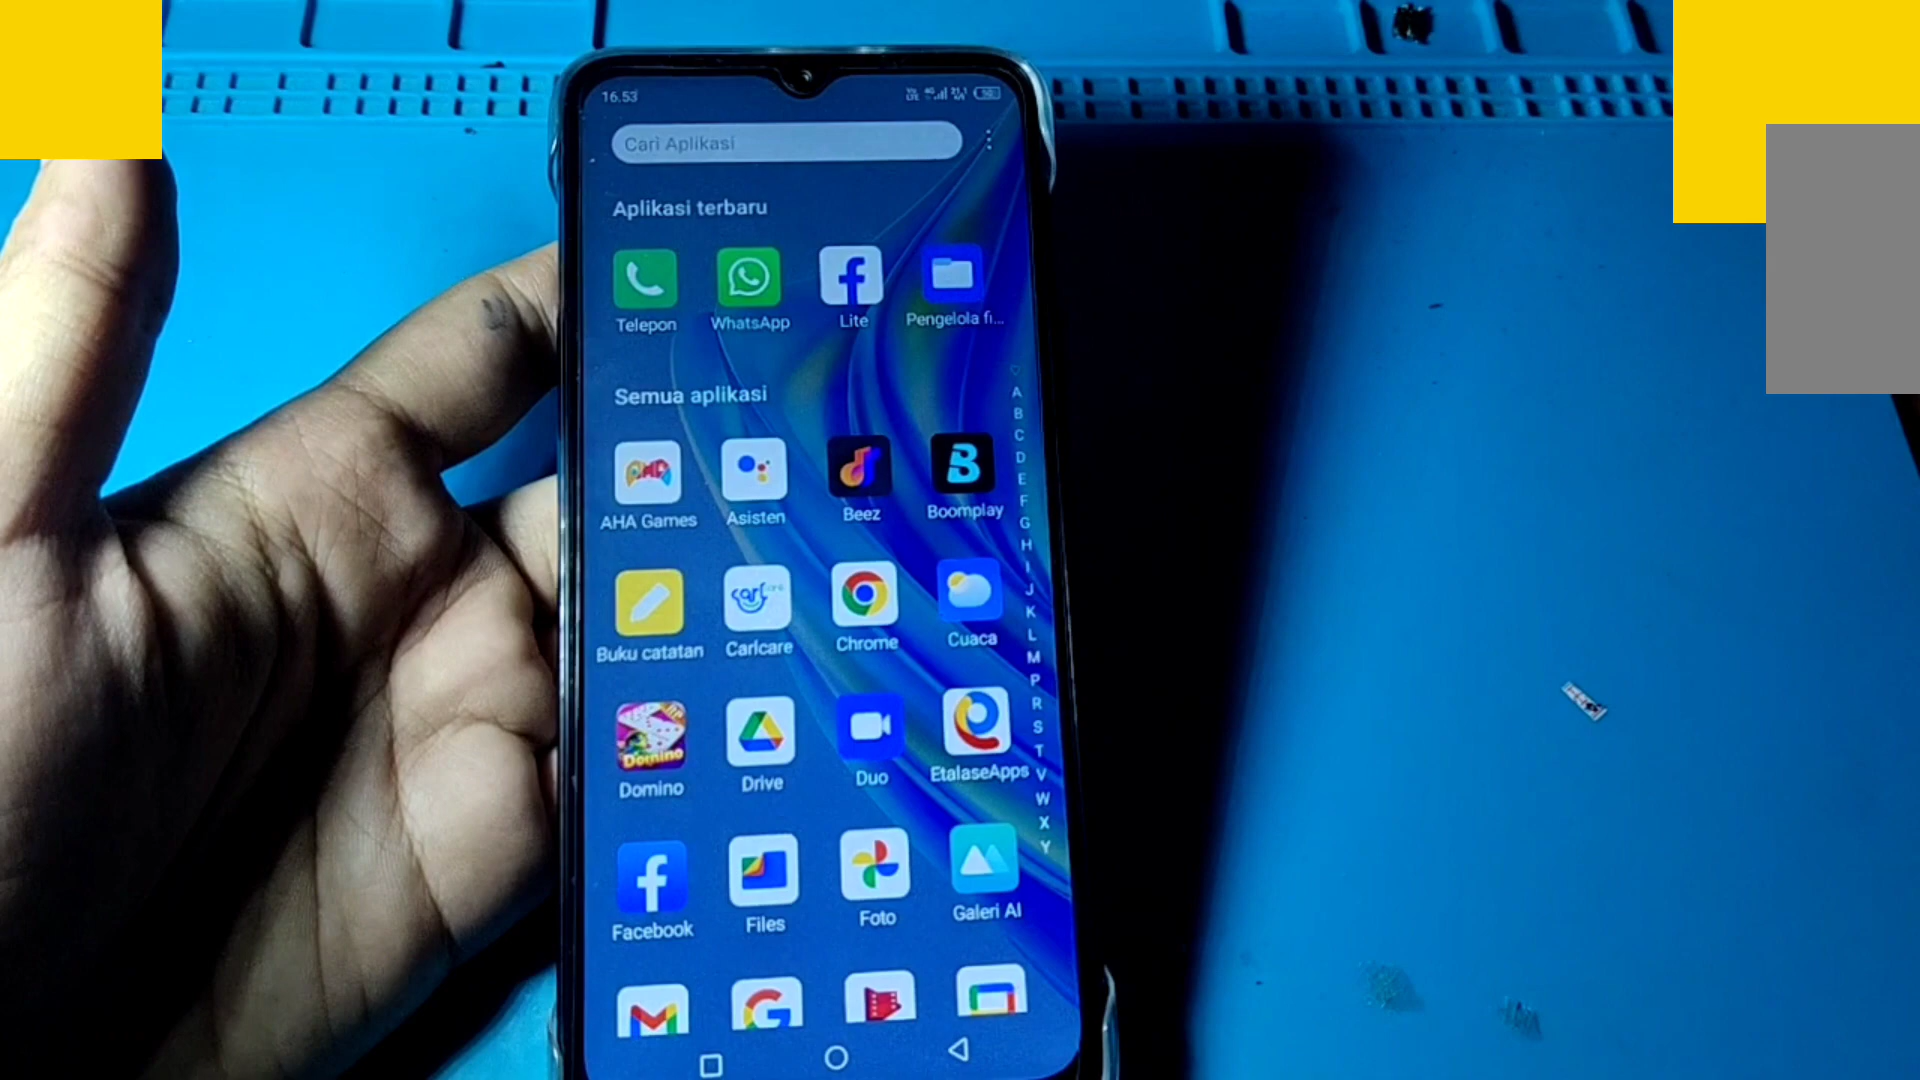 16.53
Cari Aplikasi
Aplikasi terbaru
Telepon WhatsApp Lite Pengelola fi...
Semua aplikasi
AHA Games Asisten Beez Boomplay
Buku catatan Carlcare Chrome Cuaca
Domino Drive Duo EtalaseApps
Facebook Files Foto Galeri AI
A
B
C
D
E
F
G
H
I
J
K
L
M
P
R
S
T
V
W
X
Y